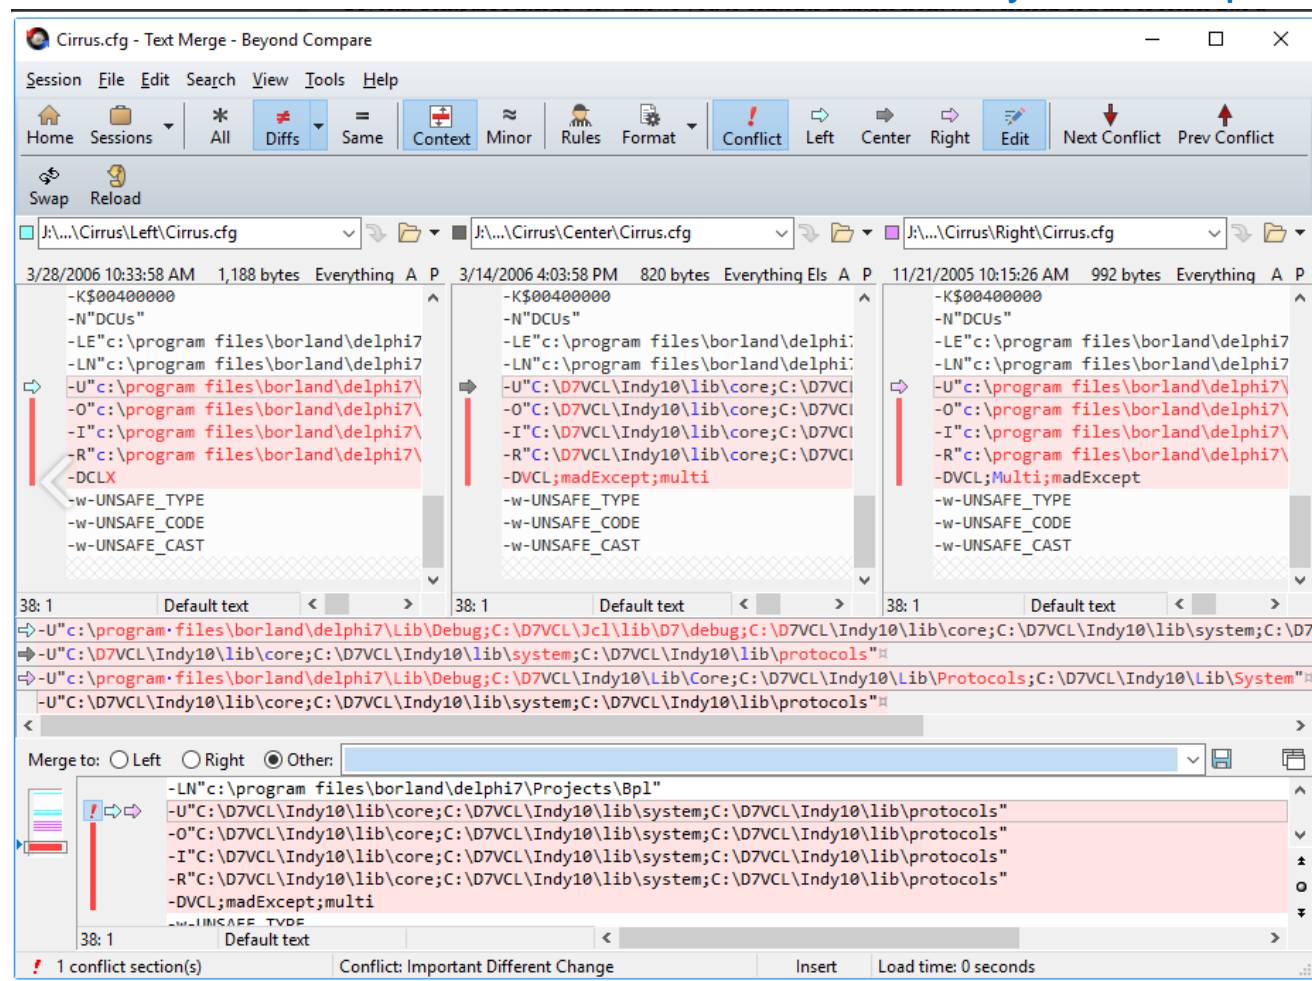 Cirrus.cfg - Text Merge - Beyond Compare
Session File Edit Search View Tools Help
Home Sessions All Diffs Same Context Minor Rules Format Conflict Left Center Right Edit Next Conflict Prev Conflict
Swap Reload
J:\...\Cirrus\Left\Cirrus.cfg J:\...\Cirrus\Center\Cirrus.cfg J:\...\Cirrus\Right\Cirrus.cfg
3/28/2006 10:33:58 AM 1,188 bytes Everything A P 3/14/2006 4:03:58 PM 820 bytes Everything Els A P 11/21/2005 10:15:26 AM 992 bytes Everything A P
-K$00400000 -K$00400000 -K$00400000
-N"DCUs" -N"DCUs" -N"DCUs"
-LE"c:\program files\borland\delphi7 -LE"c:\program files\borland\delphi -LE"c:\program files\borland\delphi7
-LN"c:\program files\borland\delphi7 -LN"c:\program files\borland\delphi -LN"c:\program files\borland\delphi7
-U"c:\program files\borland\delphi7\ -U"C:\D7VCL\Indy10\lib\core;C:\D7VCL -U"c:\program files\borland\delphi7\
-O"c:\program files\borland\delphi7\ -O"C:\D7VCL\Indy10\lib\core;C:\D7VCL -O"c:\program files\borland\delphi7\
-I"c:\program files\borland\delphi7\ -I"C:\D7VCL\Indy10\lib\core;C:\D7VCL -I"c:\program files\borland\delphi7\
-R"c:\program files\borland\delphi7\ -R"C:\D7VCL\Indy10\lib\core;C:\D7VCL -R"c:\program files\borland\delphi7\
-DCLX -DVCL;madExcept;multi -DVCL;Multi;madExcept
-w-UNSAFE_TYPE -w-UNSAFE_TYPE -w-UNSAFE_TYPE
-w-UNSAFE_CODE -w-UNSAFE_CODE -w-UNSAFE_CODE
-w-UNSAFE_CAST -w-UNSAFE_CAST -w-UNSAFE_CAST
38: 1 Default text 38: 1 Default text 38: 1 Default text
-U"c:\program·files\borland\delphi7\Lib\Debug;C:\D7VCL\Jcl\lib\D7\debug;C:\D7VCL\Indy10\lib\core;C:\D7VCL\Indy10\lib\system;C:\D7
-U"C:\D7VCL\Indy10\lib\core;C:\D7VCL\Indy10\lib\system;C:\D7VCL\Indy10\lib\protocols"¤
-U"c:\program·files\borland\delphi7\Lib\Debug;C:\D7VCL\Indy10\Lib\Core;C:\D7VCL\Indy10\Lib\Protocols;C:\D7VCL\Indy10\Lib\System"¤
-U"C:\D7VCL\Indy10\lib\core;C:\D7VCL\Indy10\lib\system;C:\D7VCL\Indy10\lib\protocols"¤
Merge to: Left Right Other:
-LN"c:\program files\borland\delphi7\Projects\Bpl"
-U"C:\D7VCL\Indy10\lib\core;C:\D7VCL\Indy10\lib\system;C:\D7VCL\Indy10\lib\protocols"
-O"C:\D7VCL\Indy10\lib\core;C:\D7VCL\Indy10\lib\system;C:\D7VCL\Indy10\lib\protocols"
-I"C:\D7VCL\Indy10\lib\core;C:\D7VCL\Indy10\lib\system;C:\D7VCL\Indy10\lib\protocols"
-R"C:\D7VCL\Indy10\lib\core;C:\D7VCL\Indy10\lib\system;C:\D7VCL\Indy10\lib\protocols"
-DVCL;madExcept;multi
-w-UNSAFE_TYPE
38: 1 Default text
1 conflict section(s) Conflict: Important Different Change Insert Load time: 0 seconds